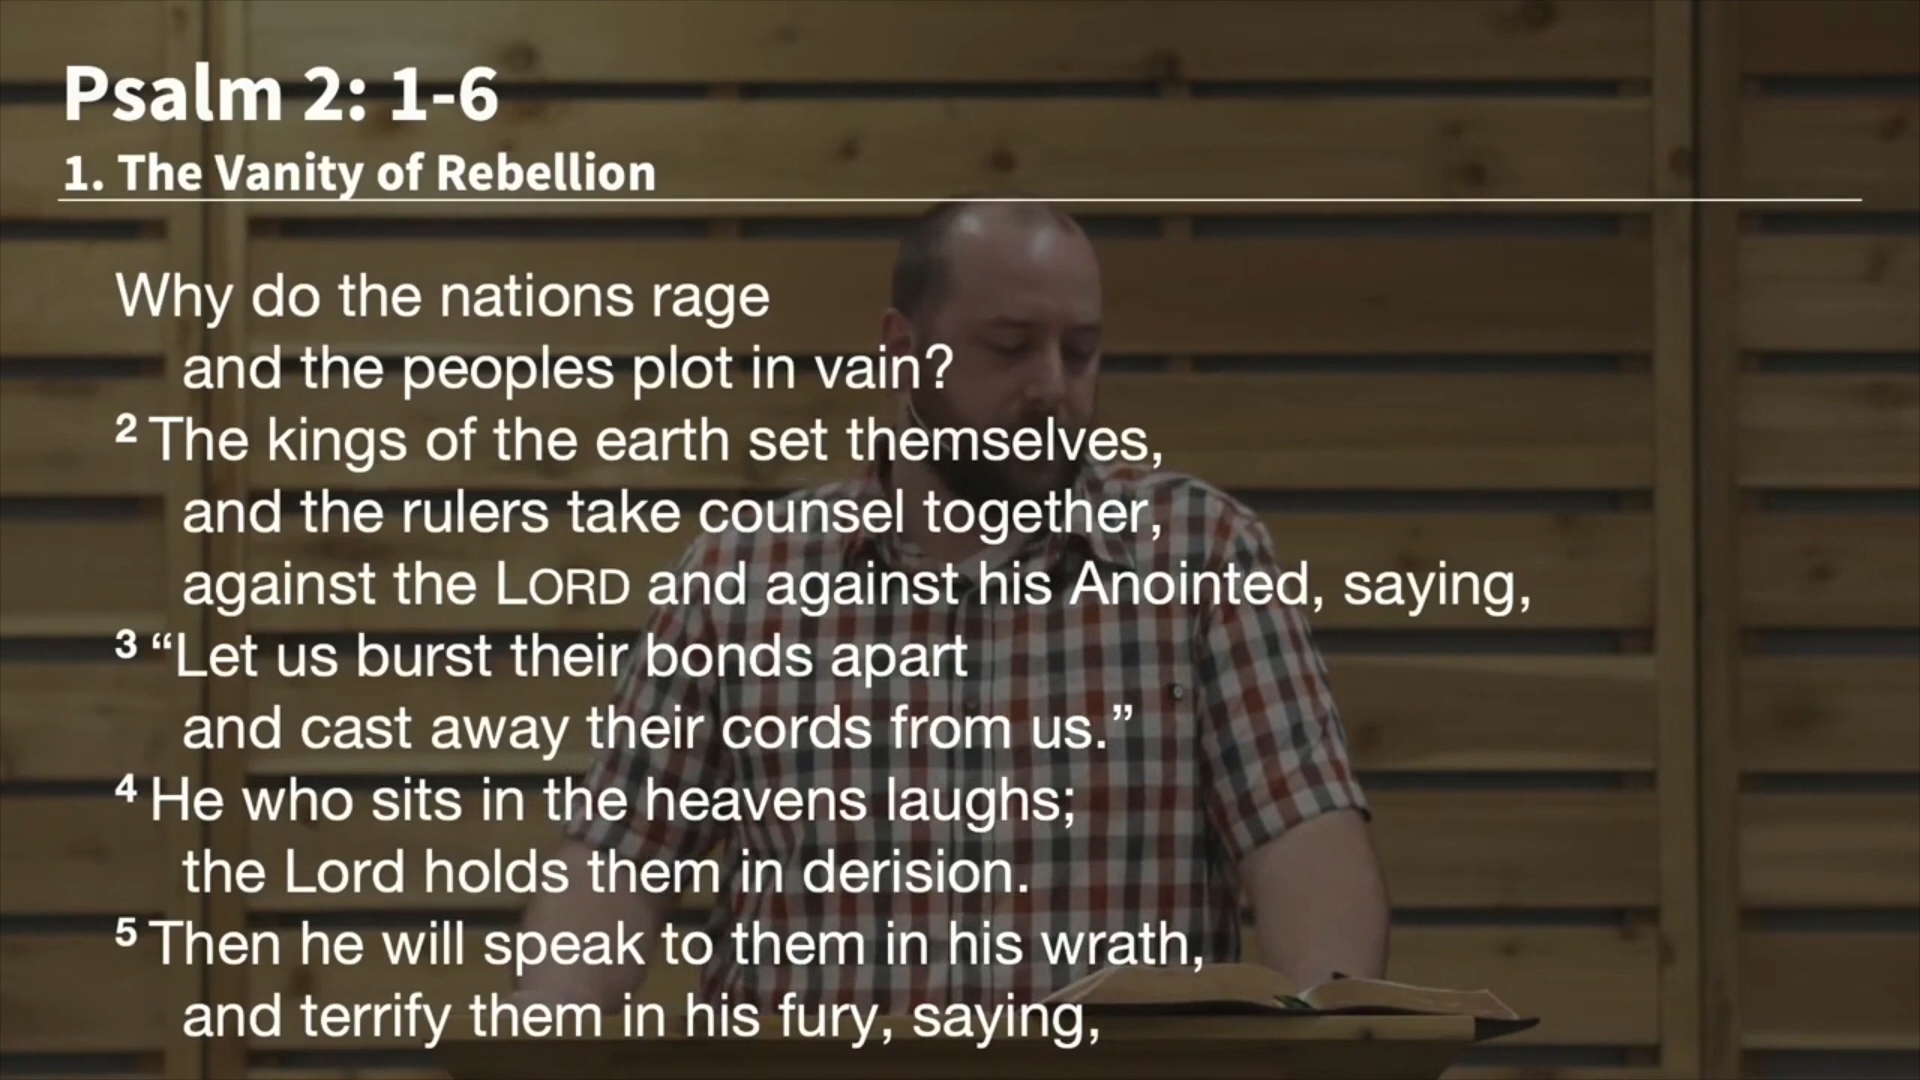 Psalm 2: 1-6
1. The Vanity of Rebellion
Why do the nations rage
and the peoples plot in vain?
2 The kings of the earth set themselves,
and the rulers take counsel together,
against the LORD and against his Anointed, saying,
3 “Let us burst their bonds apart
and cast away their cords from us.”
4 He who sits in the heavens laughs;
the Lord holds them in derision.
5 Then he will speak to them in his wrath,
and terrify them in his fury, saying,